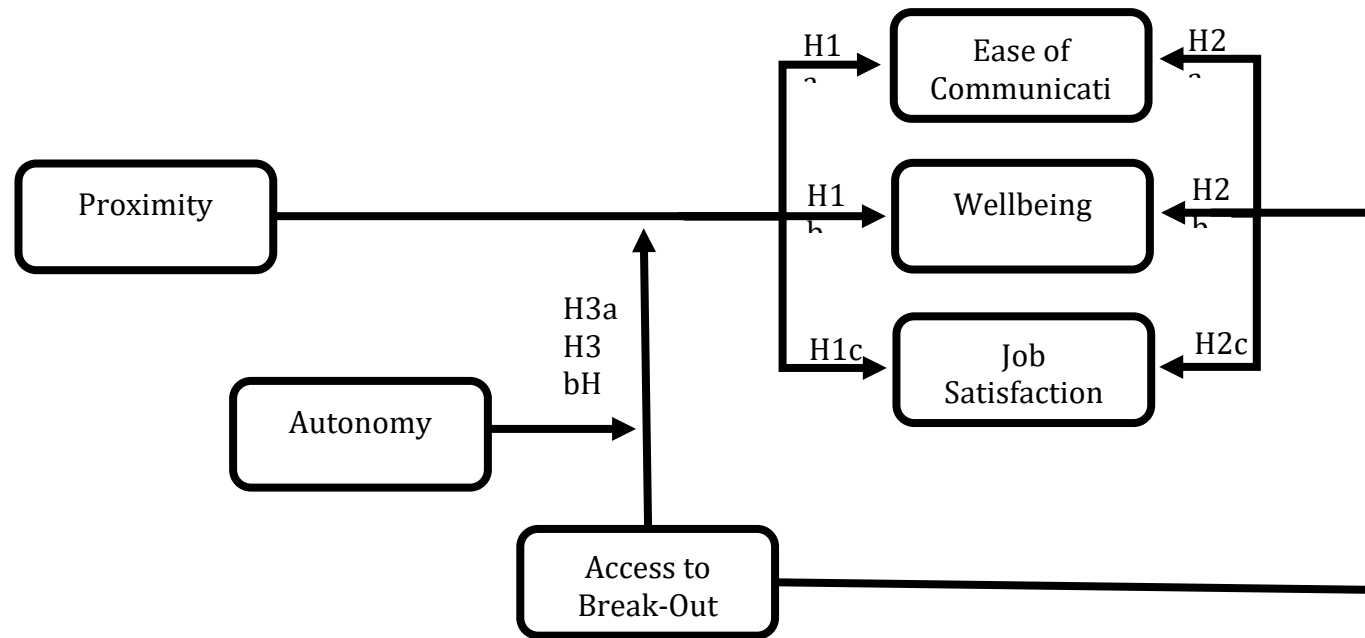 H1
Ease of
Communicati
H2
Proximity
H1
Wellbeing
H2
H3a
H3
bH
H1c
Job
Satisfaction
H2c
Autonomy
Access to
Break-Out